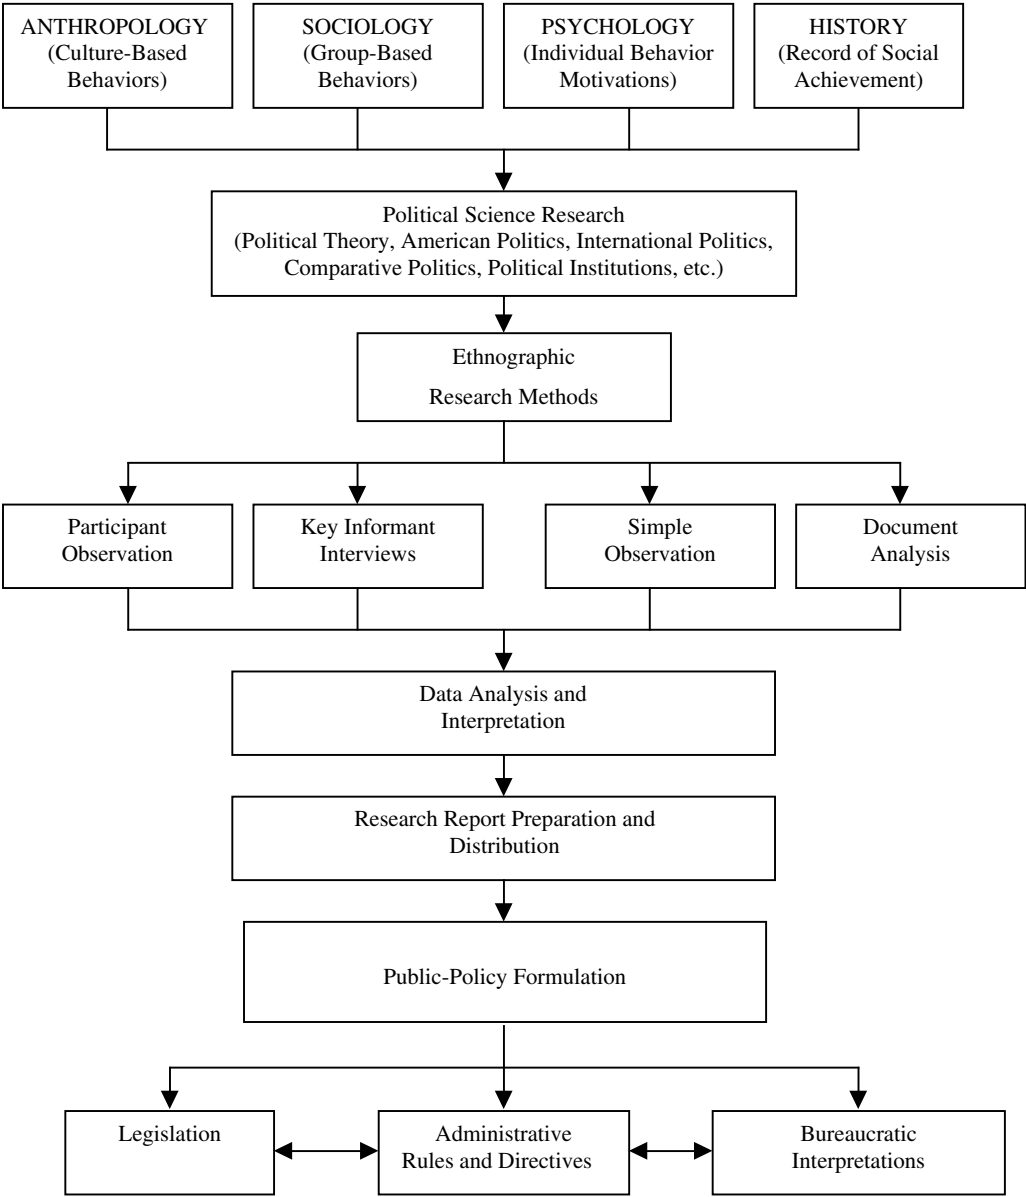 ANTHROPOLOGY
(Culture-Based
Behaviors)
SOCIOLOGY
(Group-Based
Behaviors)
PSYCHOLOGY
(Individual Behavior
Motivations)
HISTORY
(Record of Social
Achievement)
Political Science Research
(Political Theory, American Politics, International Politics,
Comparative Politics, Political Institutions, etc.)
Ethnographic
Research Methods
Participant
Observation
Key Informant
Interviews
Simple
Observation
Document
Analysis
Data Analysis and
Interpretation
Research Report Preparation and
Distribution
Public-Policy Formulation
Legislation
Administrative
Rules and Directives
Bureaucratic
Interpretations